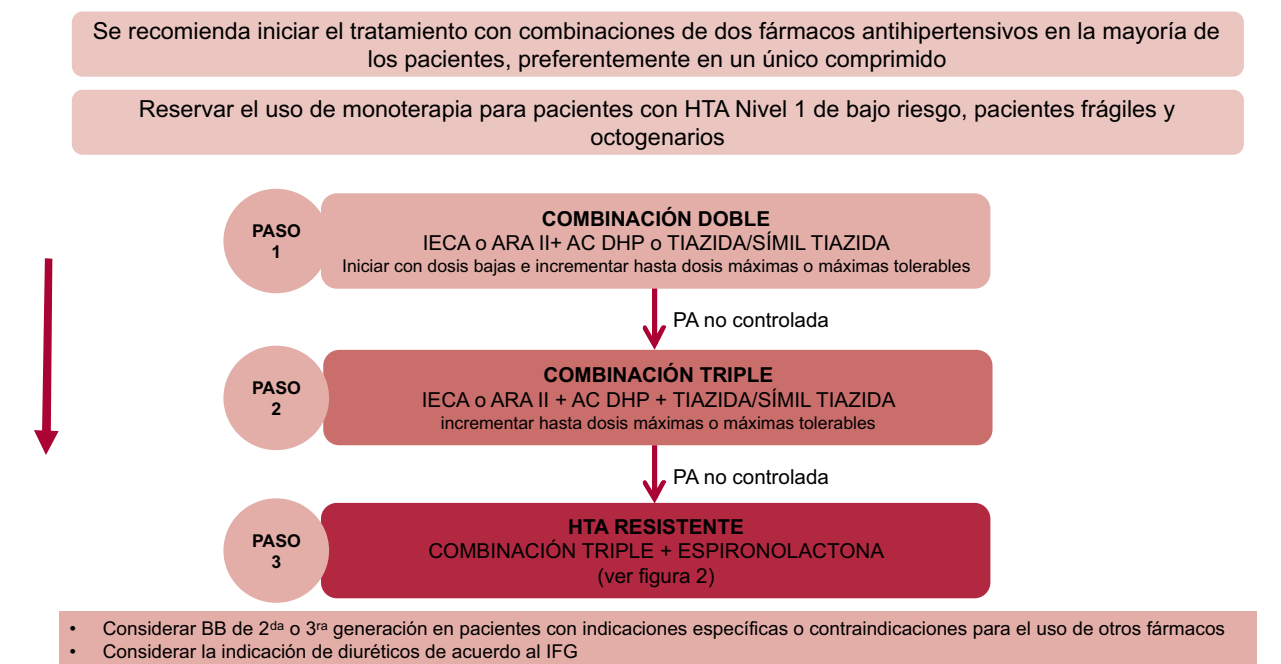 Se recomienda iniciar el tratamiento con combinaciones de dos fármacos antihipertensivos en la mayoría de
los pacientes, preferentemente en un único comprimido
Reservar el uso de monoterapia para pacientes con HTA Nivel 1 de bajo riesgo, pacientes frágiles y
octogenarios
PASO
1
COMBINACIÓN DOBLE
IECA o ARA II+ AC DHP o TIAZIDA/SÍMIL TIAZIDA
Iniciar con dosis bajas e incrementar hasta dosis máximas o máximas tolerables
PA no controlada
PASO
2
COMBINACIÓN TRIPLE
IECA o ARA II + AC DHP + TIAZIDA/SÍMIL TIAZIDA
incrementar hasta dosis máximas o máximas tolerables
PA no controlada
PASO
3
HTA RESISTENTE
COMBINACIÓN TRIPLE + ESPIRONOLACTONA
(ver figura 2)
• Considerar BB de 2da o 3ra generación en pacientes con indicaciones específicas o contraindicaciones para el uso de otros fármacos
• Considerar la indicación de diuréticos de acuerdo al IFG